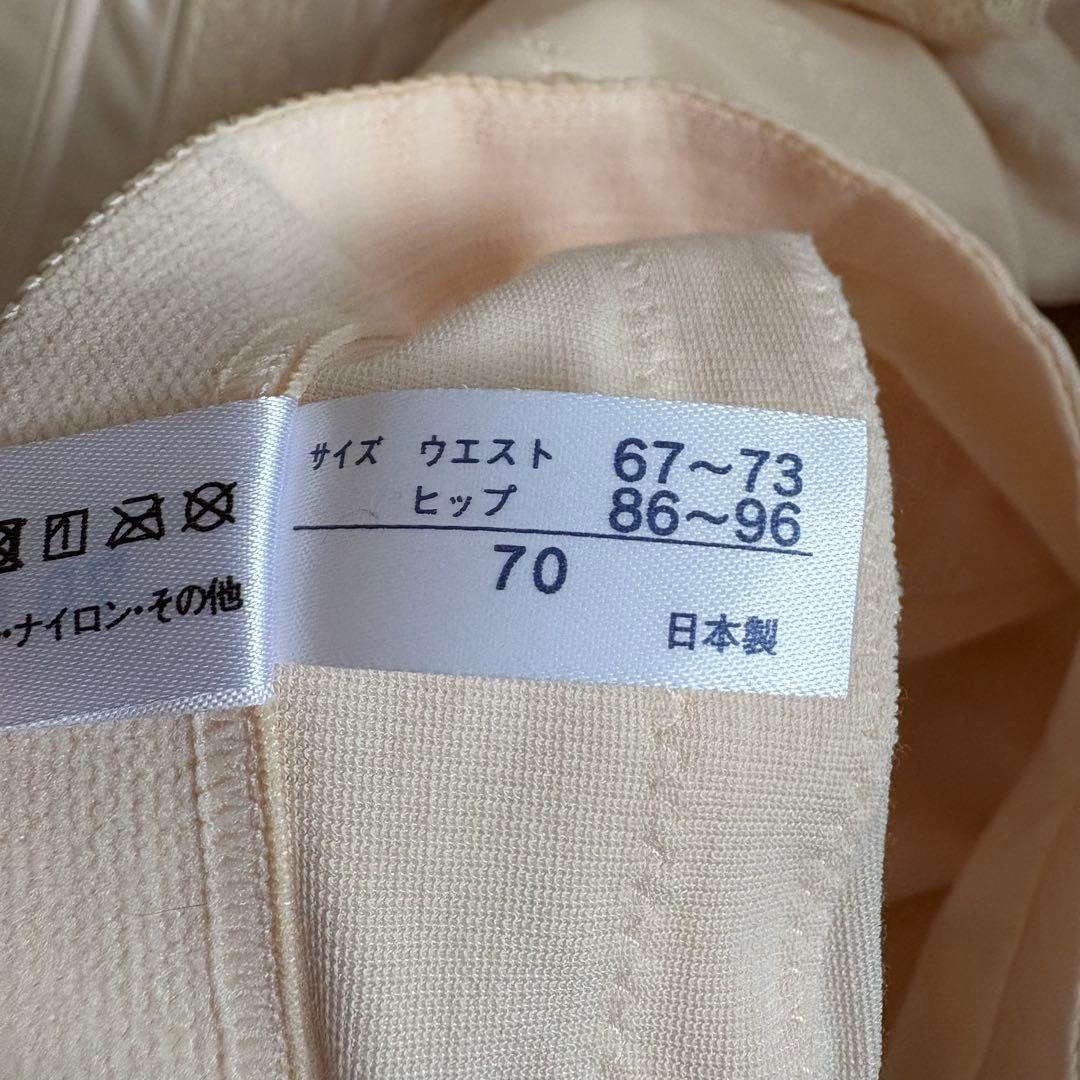 サイズ ウエスト 67～73
ヒップ 86～96
70
日本製
・ナイロン・その他